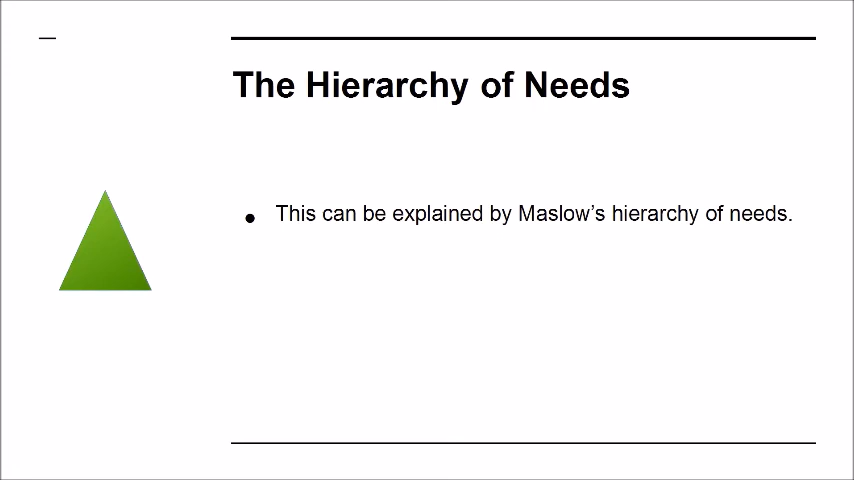 The Hierarchy of Needs
This can be explained by Maslow’s hierarchy of needs.